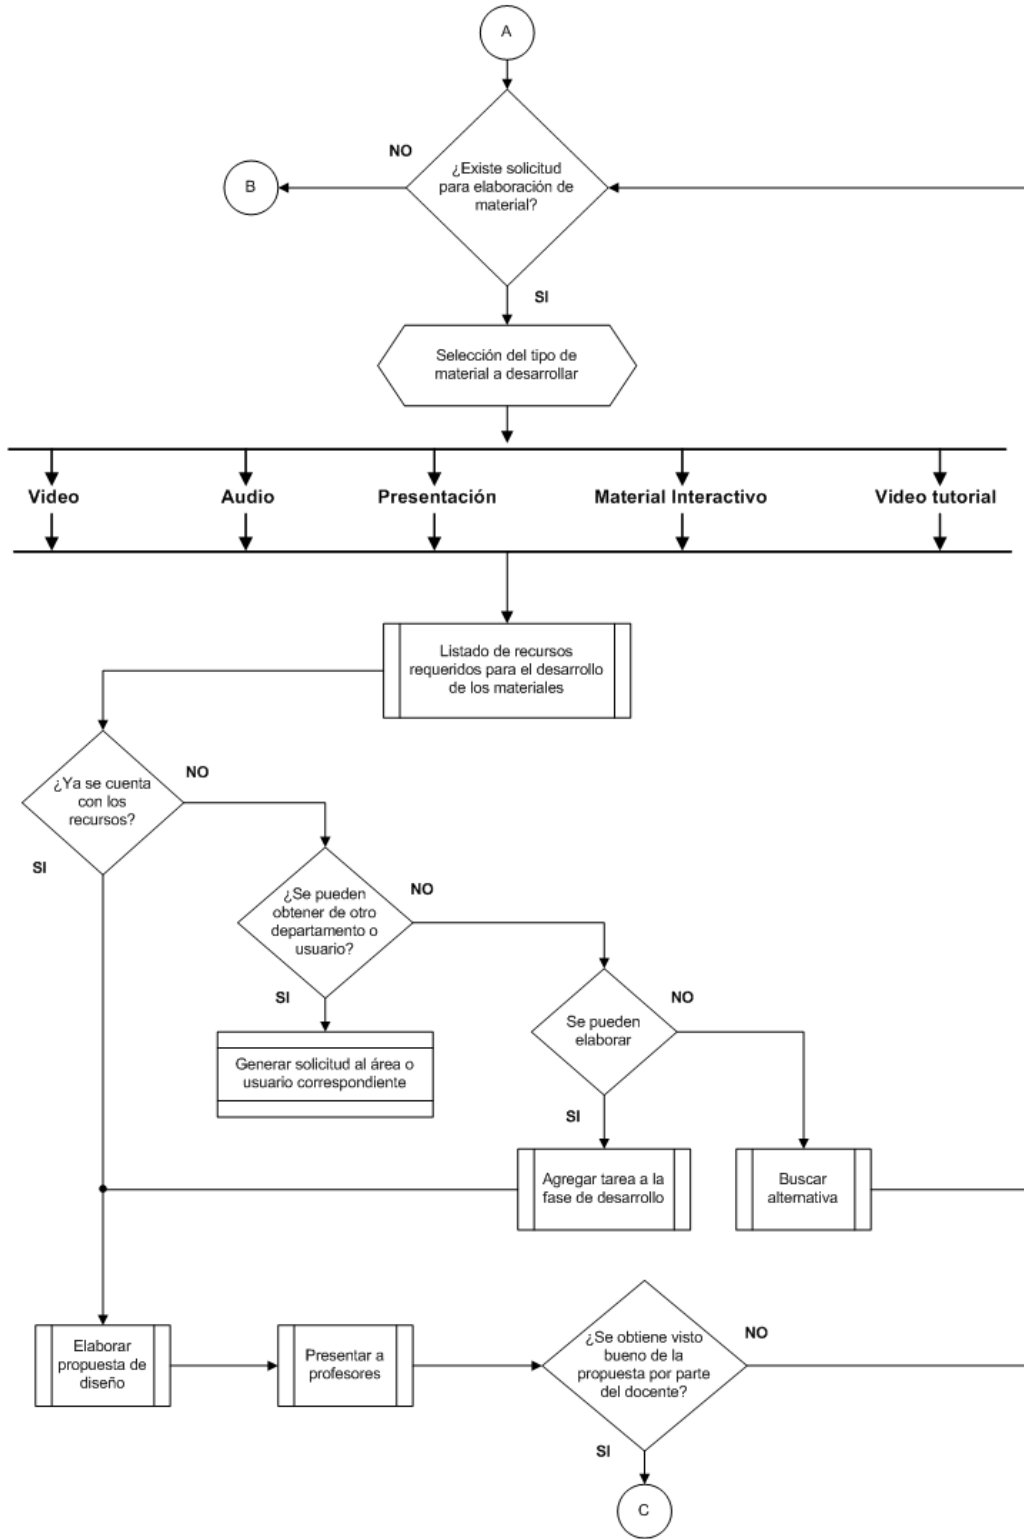 A
NO
¿Existe solicitud
para elaboración de
material?
B
SI
Selección del tipo de
material a desarrollar
Video
Audio
Presentación
Material Interactivo
Video tutorial
Listado de recursos
requeridos para el desarrollo
de los materiales
¿Ya se cuenta
con los
recursos?
NO
SI
¿Se pueden
obtener de otro
departamento o
usuario?
NO
SI
Se pueden
elaborar
NO
Generar solicitud al área o
usuario correspondiente
SI
Agregar tarea a la
fase de desarrollo
Buscar
alternativa
Elaborar
propuesta de
diseño
Presentar a
profesores
¿Se obtiene visto
bueno de la
propuesta por parte
del docente?
NO
SI
C